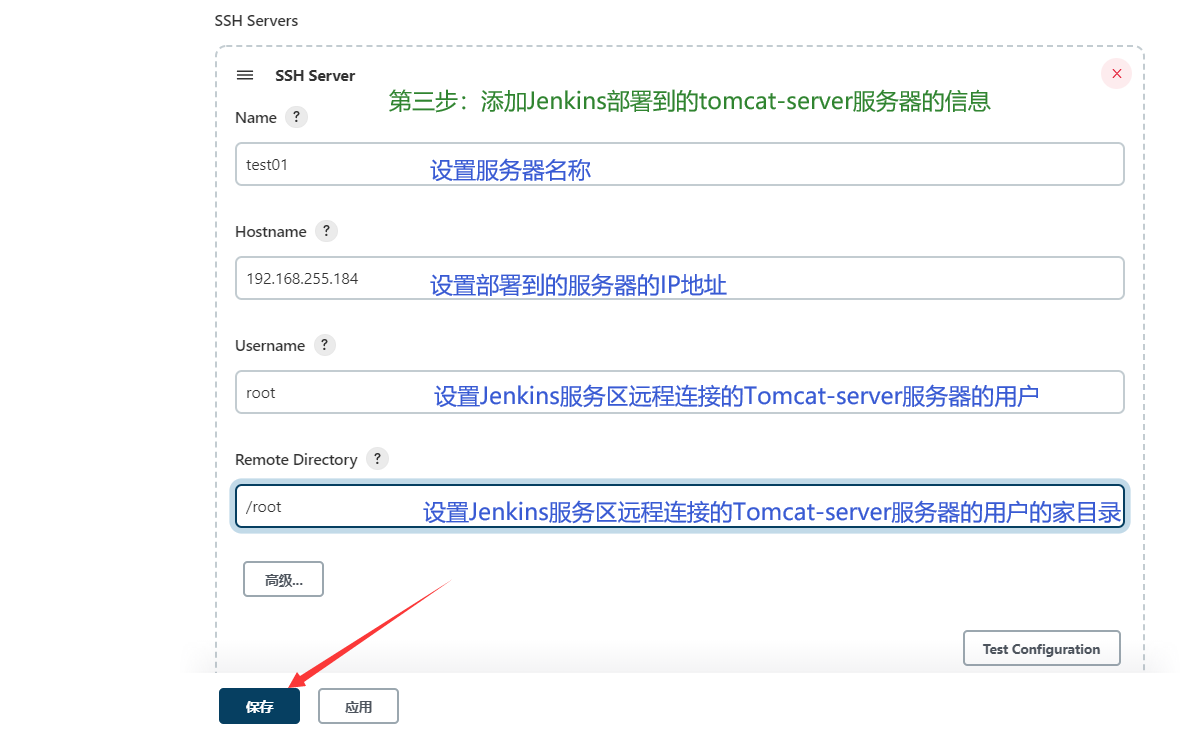 SSH Servers
SSH Server
第三步：添加Jenkins部署到的tomcat-server服务器的信息
Name ?
test01 设置服务器名称
Hostname ?
192.168.255.184 设置部署到的服务器的IP地址
Username ?
root 设置Jenkins服务区远程连接的Tomcat-server服务器的用户
Remote Directory ?
/root 设置Jenkins服务区远程连接的Tomcat-server服务器的用户的家目录
高级...
Test Configuration
保存 应用